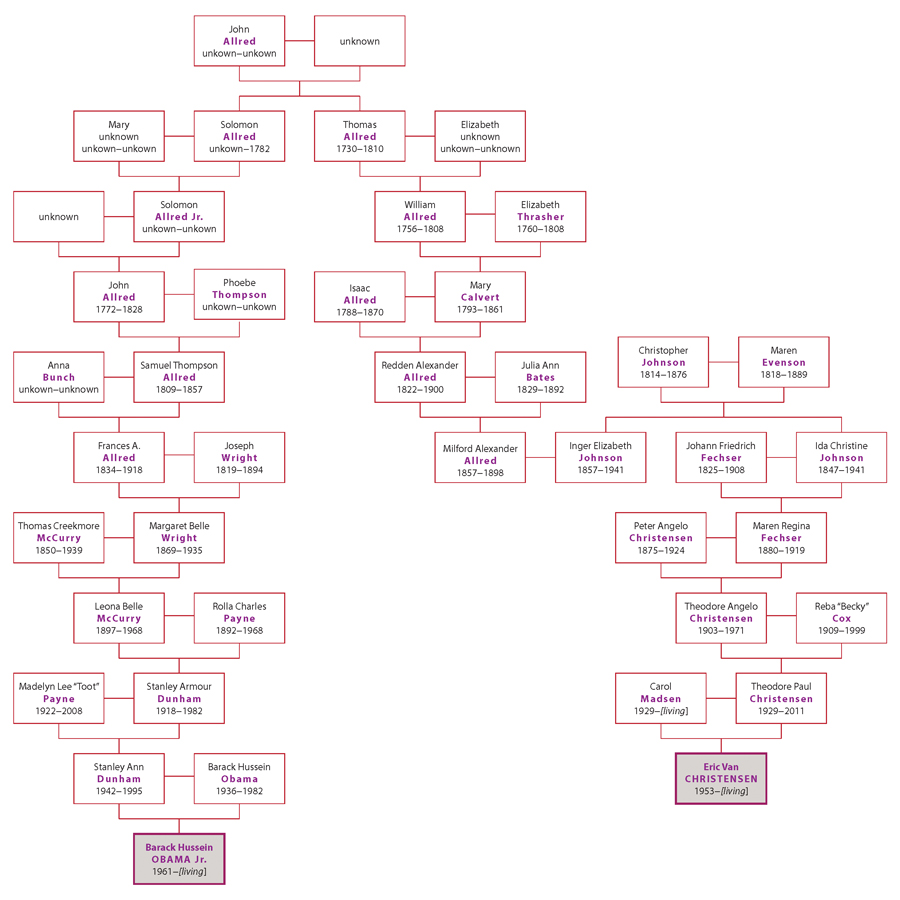 John
Allred
unkown–unkown
unknown
Mary
unknown
unkown–unkown
Solomon
Allred
unkown–1782
Thomas
Allred
1730–1810
Elizabeth
unknown
unkown–unknown
unknown
Solomon
Allred Jr.
unkown–unkown
William
Allred
1756–1808
Elizabeth
Thrasher
1760–1808
John
Allred
1772–1828
Phoebe
Thompson
unkown–unkown
Isaac
Allred
1788–1870
Mary
Calvert
1793–1861
Anna
Bunch
unkown–unknown
Samuel Thompson
Allred
1809–1857
Redden Alexander
Allred
1822–1900
Julia Ann
Bates
1829–1892
Christopher
Johnson
1814–1876
Maren
Evenson
1818–1889
Frances A.
Allred
1834–1918
Joseph
Wright
1819–1894
Milford Alexander
Allred
1857–1898
Inger Elizabeth
Johnson
1857–1941
Johann Friedrich
Fechser
1825–1908
Ida Christine
Johnson
1847–1941
Thomas Creekmore
McCurry
1850–1939
Margaret Belle
Wright
1869–1935
Peter Angelo
Christensen
1875–1924
Maren Regina
Fechser
1880–1919
Leona Belle
McCurry
1897–1968
Rolla Charles
Payne
1892–1968
Theodore Angelo
Christensen
1903–1971
Reba “Becky”
Cox
1909–1999
Madelyn Lee “Toot”
Payne
1922–2008
Stanley Armour
Dunham
1918–1982
Carol
Madsen
1929–[living]
Theodore Paul
Christensen
1929–2011
Stanley Ann
Dunham
1942–1995
Barack Hussein
Obama
1936–1982
Eric Van
CHRISTENSEN
1953–[living]
Barack Hussein
OBAMA Jr.
1961–[living]